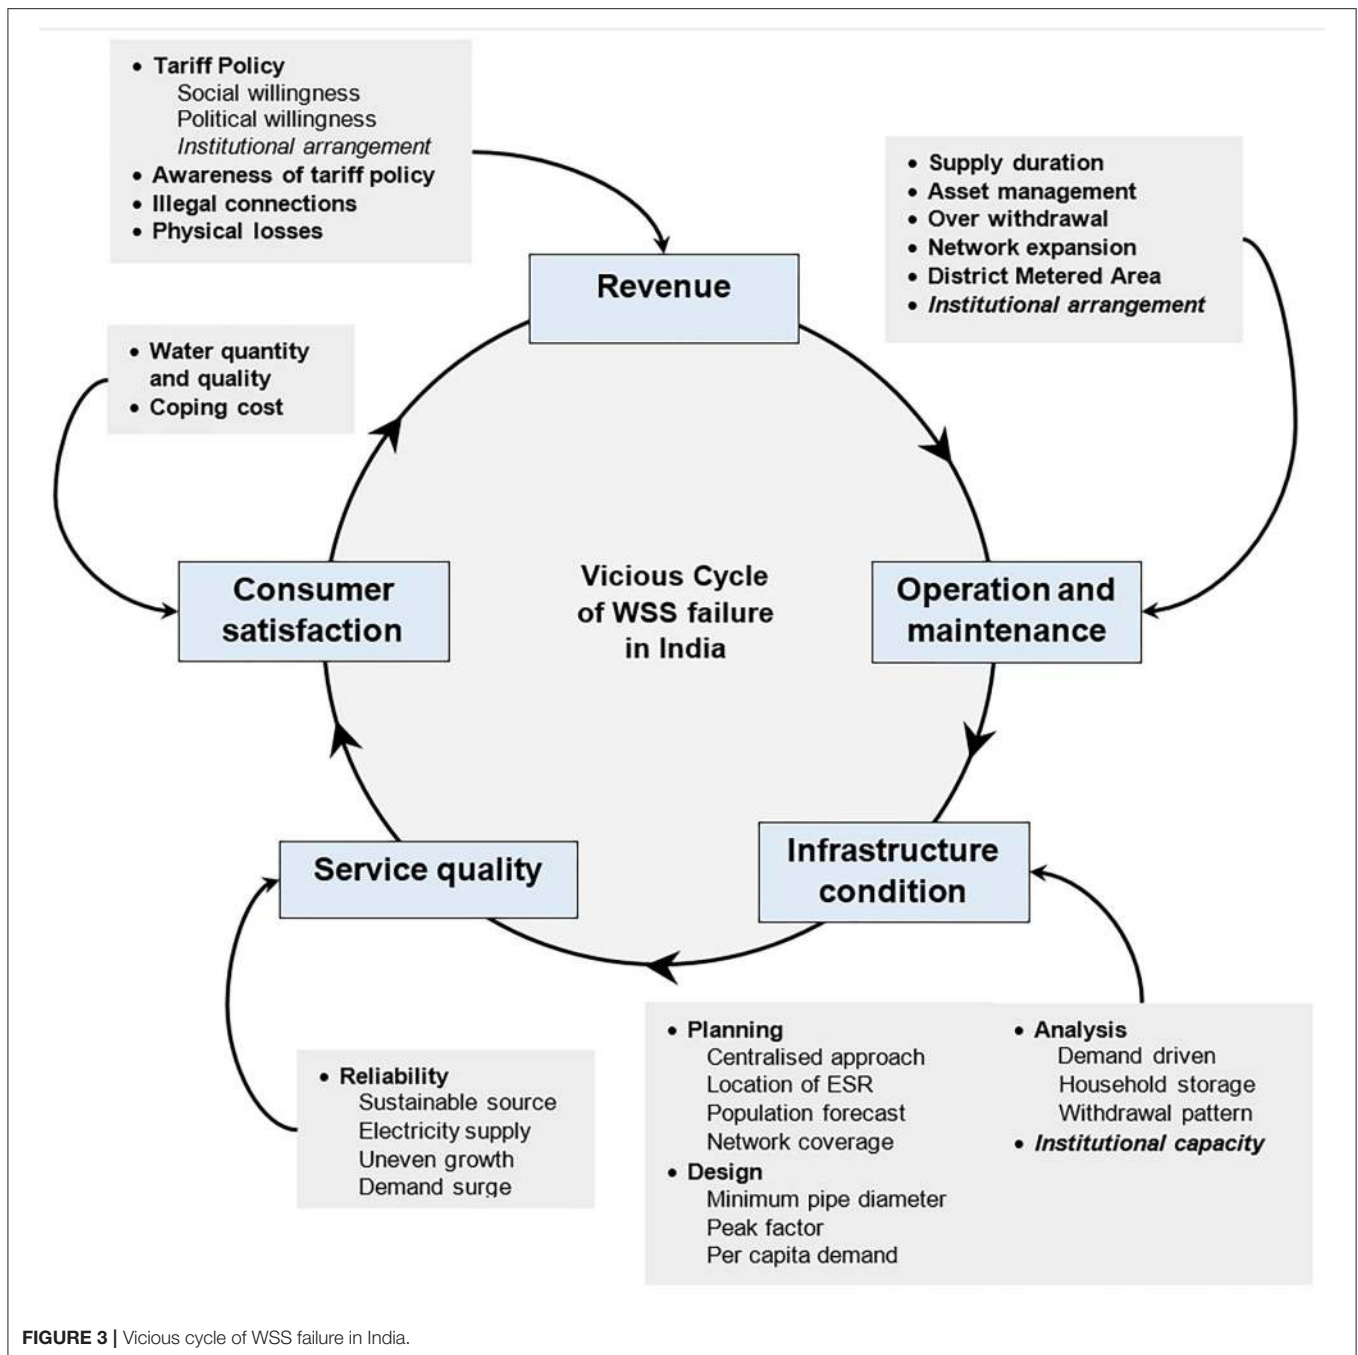 • Tariff Policy
Social willingness
Political willingness
Institutional arrangement
• Awareness of tariff policy
• Illegal connections
• Physical losses
• Supply duration
• Asset management
• Over withdrawal
• Network expansion
• District Metered Area
• Institutional arrangement
Revenue
• Water quantity
and quality
• Coping cost
Consumer
satisfaction
Vicious Cycle
of WSS failure
in India
Operation and
maintenance
Service quality
Infrastructure
condition
• Reliability
Sustainable source
Electricity supply
Uneven growth
Demand surge
• Planning
Centralised approach
Location of ESR
Population forecast
Network coverage
• Design
Minimum pipe diameter
Peak factor
Per capita demand
• Analysis
Demand driven
Household storage
Withdrawal pattern
• Institutional capacity
FIGURE 3 | Vicious cycle of WSS failure in India.